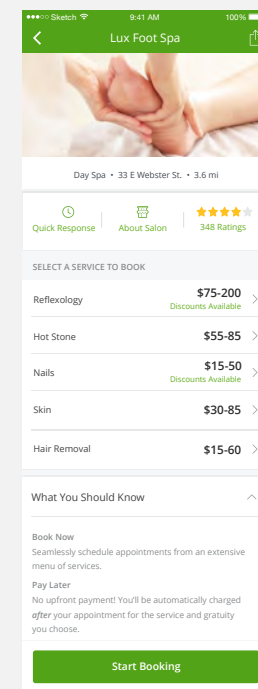 Sketch 9:41 AM 100%
Lux Foot Spa
Day Spa • 33 E Webster St. • 3.6 mi
Quick Response About Salon 348 Ratings
SELECT A SERVICE TO BOOK
Reflexology $75-200
Discounts Available
Hot Stone $55-85
Nails $15-50
Discounts Available
Skin $30-85
Hair Removal $15-60
What You Should Know
Book Now
Seamlessly schedule appointments from an extensive
menu of services.
Pay Later
No upfront payment! You'll be automatically charged
after your appointment for the service and gratuity
you choose.
Start Booking